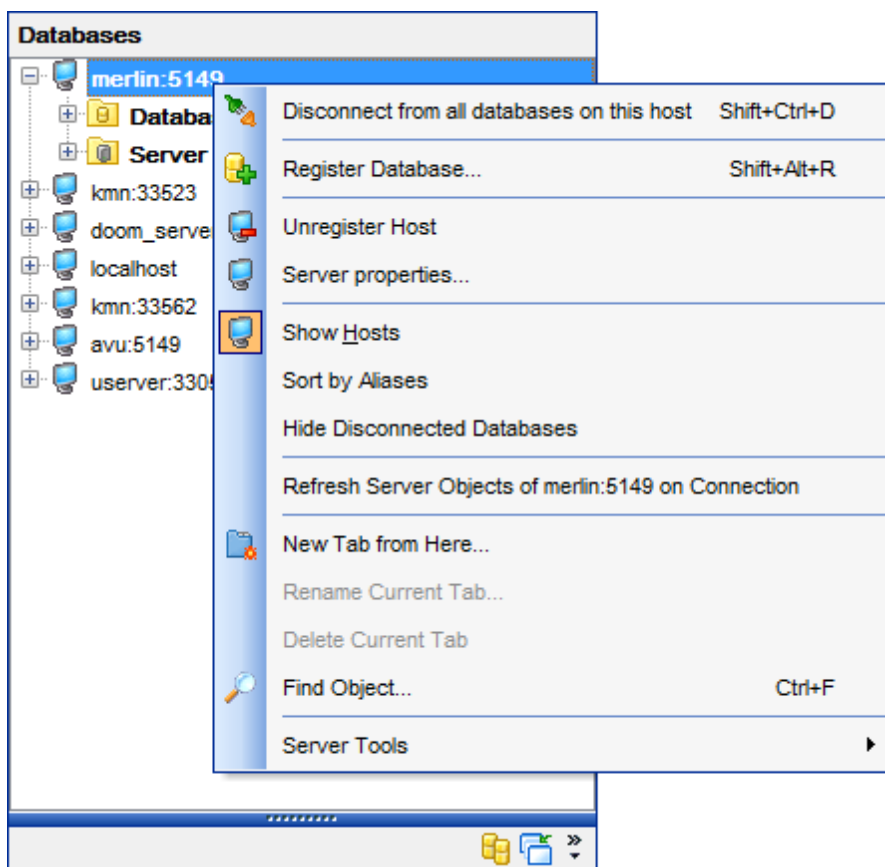 Databases
merlin:5149
Disconnect from all databases on this host Shift+Ctrl+D
Databa
Server
Register Database... Shift+Alt+R
kmn:33523
Unregister Host
doom_serve
localhost
Server properties...
kmn:33562
Show Hosts
avu:5149
userver:3305
Sort by Aliases
Hide Disconnected Databases
Refresh Server Objects of merlin:5149 on Connection
New Tab from Here...
Rename Current Tab...
Delete Current Tab
Find Object... Ctrl+F
Server Tools